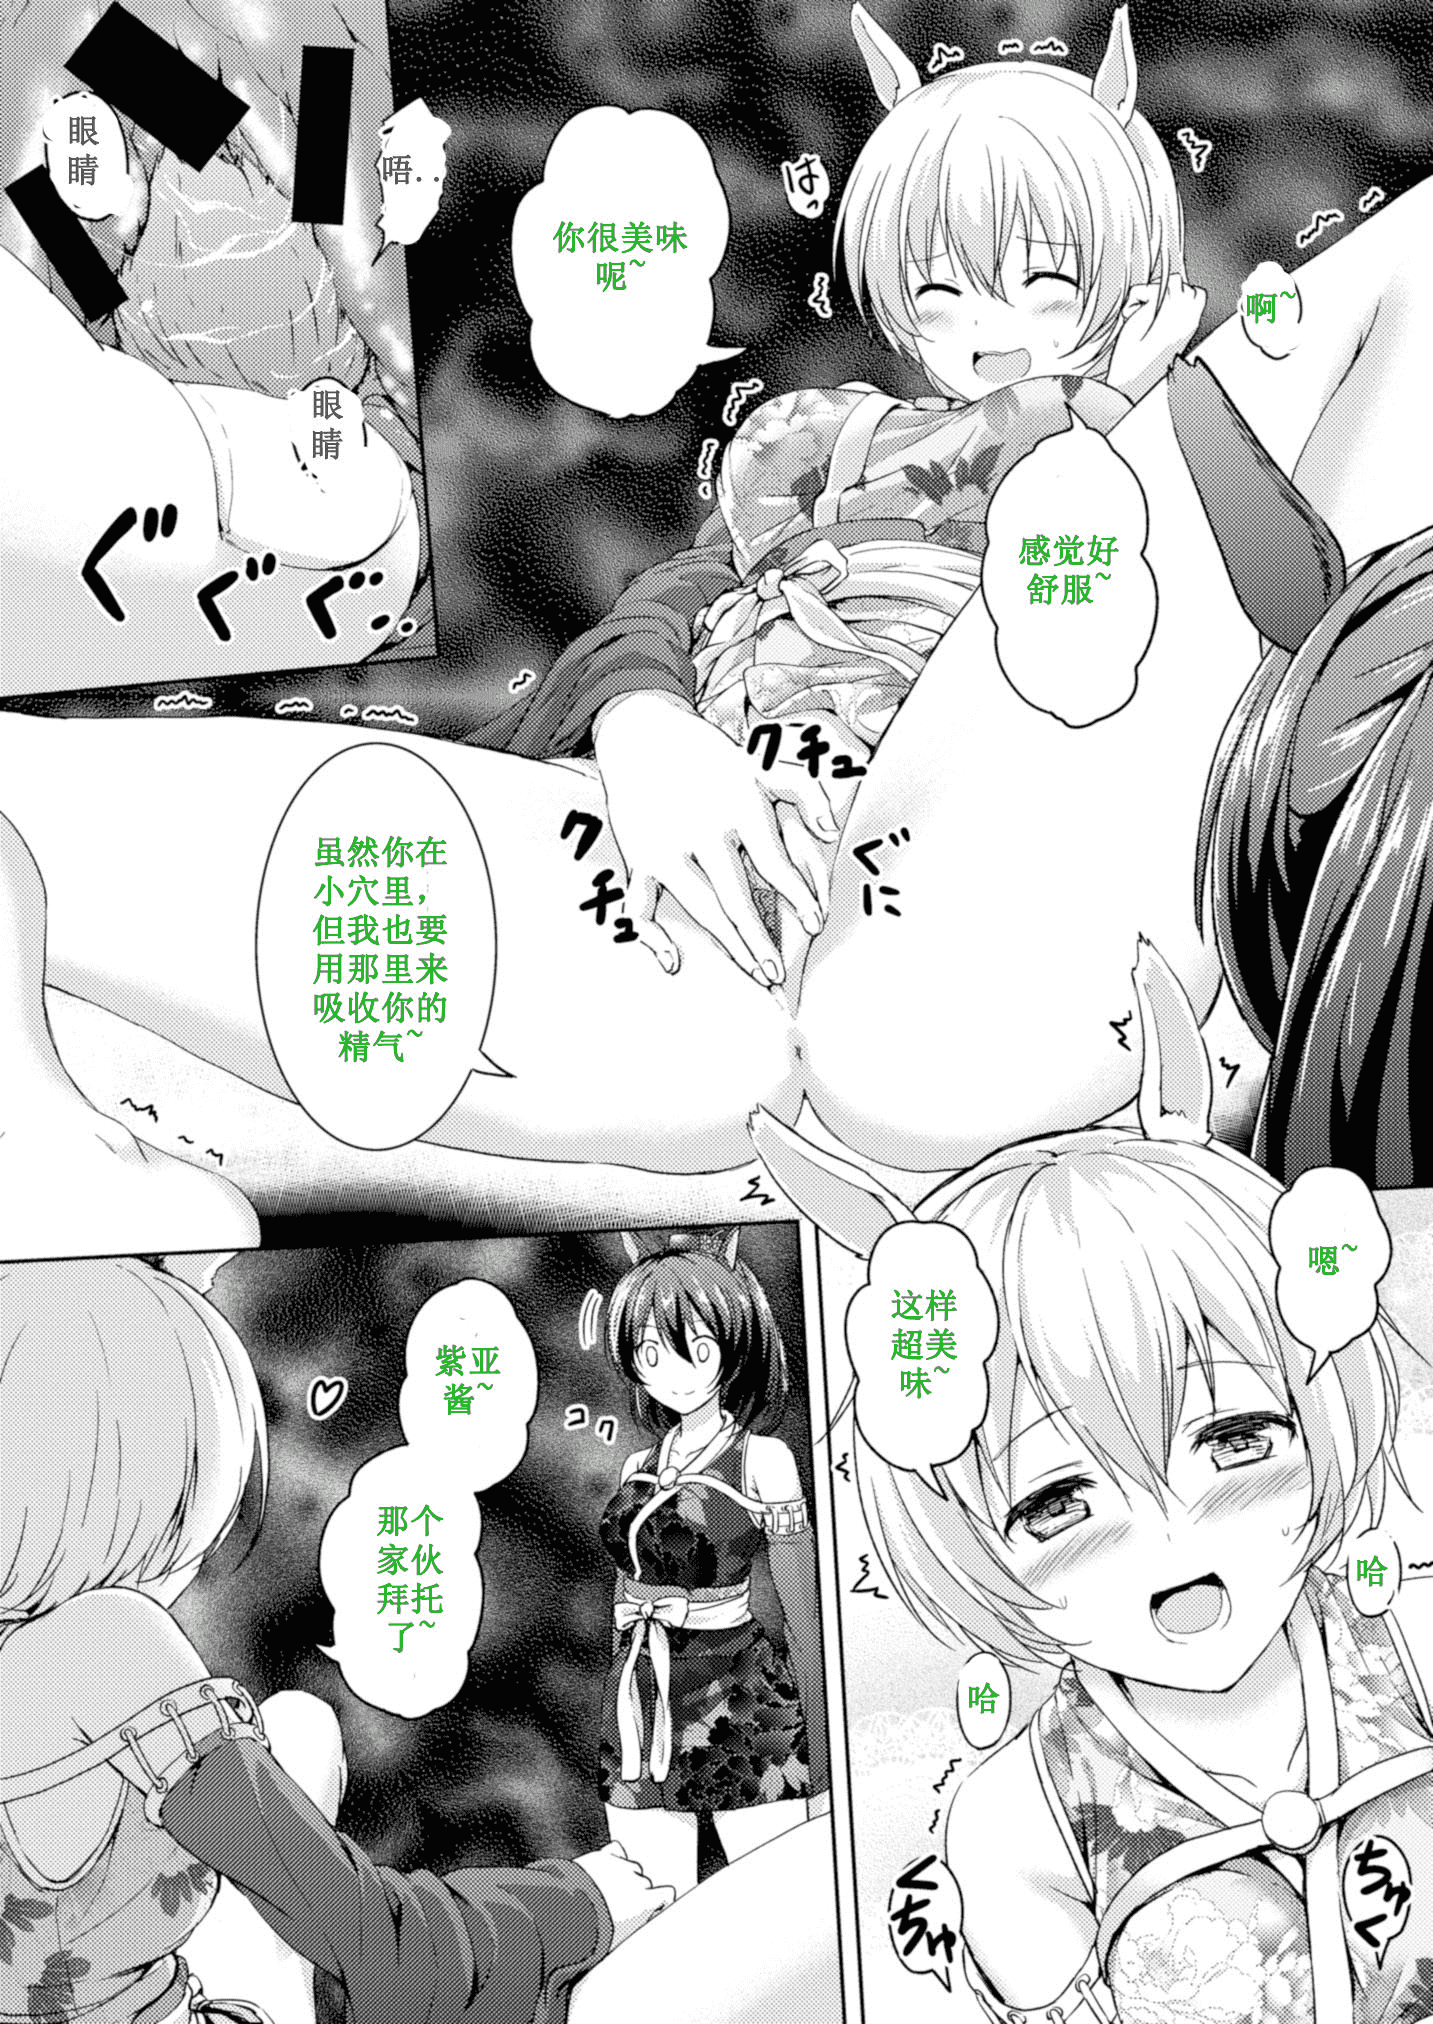 はっ
啊~
你很美味
呢~
感觉好
舒服~
唔..
眼
睛
眼
睛
ぐぐぐ
クチュ
クチュ
ぐに
虽然你在
小穴里，
但我也要
用那里来
吸收你的
精气~
嗯~
这样
超美
味~
哈
哈
ちゅく
くちゅ
紫亚
酱~
那个
家伙
拜托
了~
コク